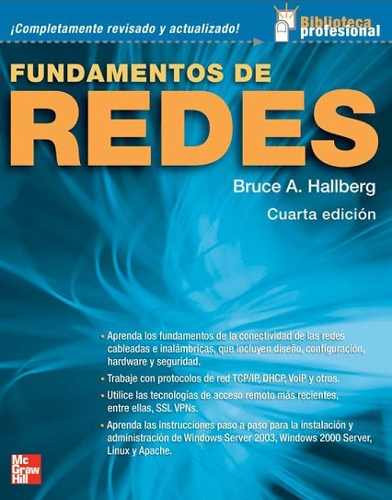 ¡Completamente revisado y actualizado!
Biblioteca
profesional
FUNDAMENTOS DE
REDES
Bruce A. Hallberg
Cuarta edición
• Aprenda los fundamentos de la conectividad de las redes
cableadas e inalámbricas, que incluyen diseño, configuración,
hardware y seguridad.
• Trabaje con protocolos de red TCP/IP, DHCP, VoIP y otros.
• Utilice las tecnologías de acceso remoto más recientes,
entre ellas, SSL VPNs.
• Aprenda las instrucciones paso a paso para la instalación y
administración de Windows Server 2003, Windows 2000 Server,
Linux y Apache.
Mc
Graw
Hill